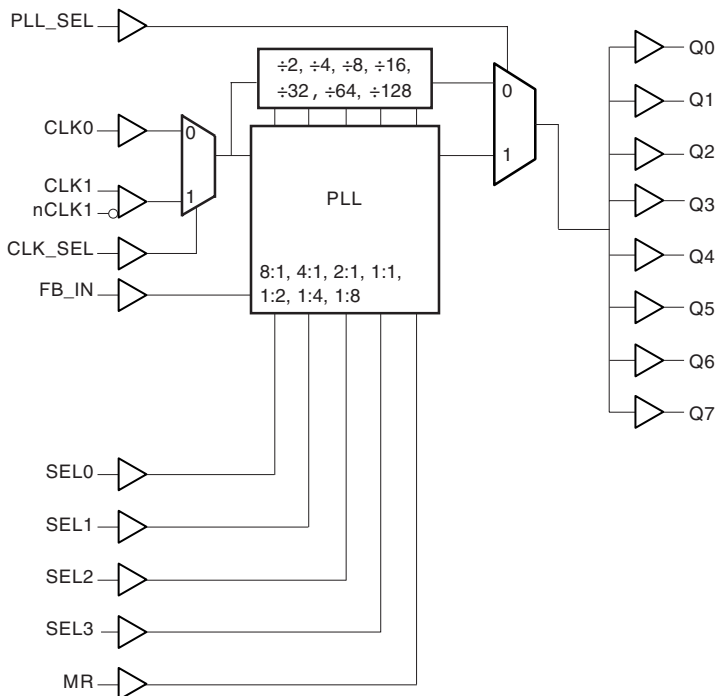 PLL_SEL
÷2, ÷4, ÷8, ÷16,
÷32 , ÷64, ÷128
0
1
CLK0
0
CLK1
nCLK1
1
CLK_SEL
FB_IN
PLL
8:1, 4:1, 2:1, 1:1,
1:2, 1:4, 1:8
SEL0
SEL1
SEL2
SEL3
MR
Q0
Q1
Q2
Q3
Q4
Q5
Q6
Q7